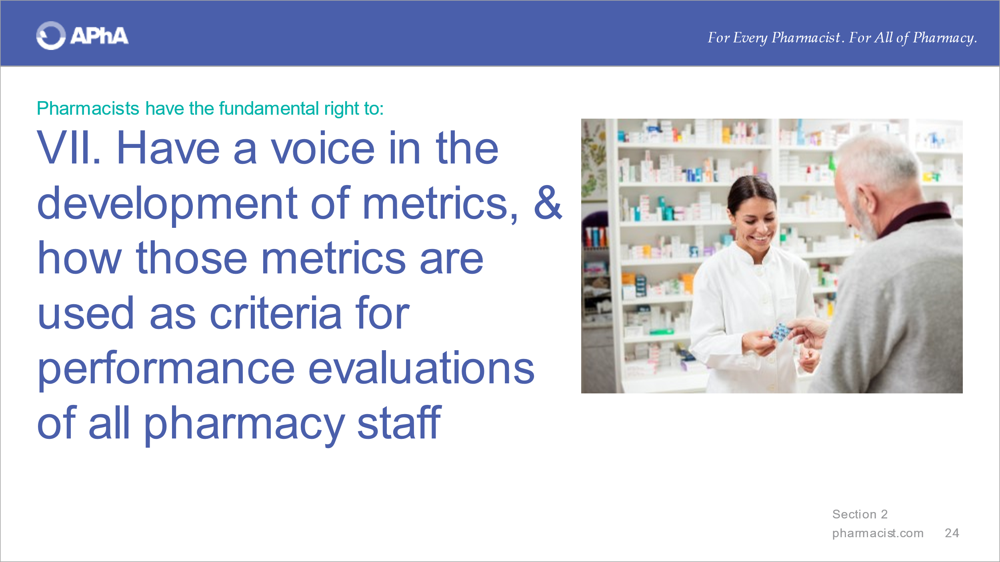 APhA
For Every Pharmacist. For All of Pharmacy.
Pharmacists have the fundamental right to:
VII. Have a voice in the
development of metrics, &
how those metrics are
used as criteria for
performance evaluations
of all pharmacy staff
Section 2
pharmacist.com 24